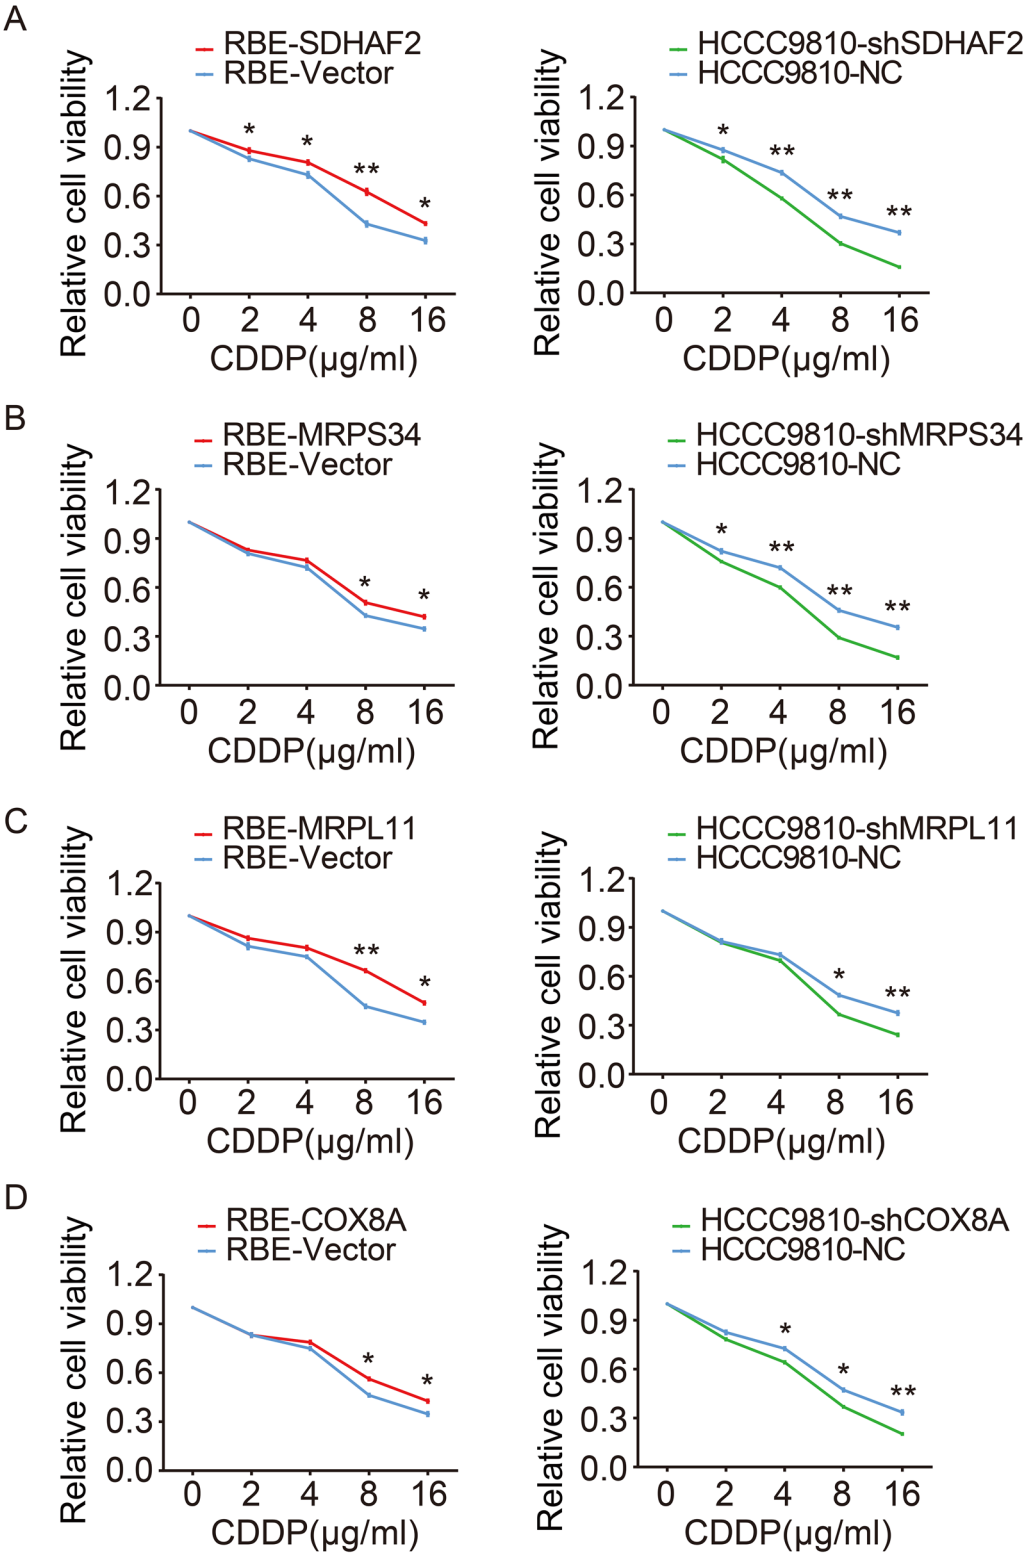 A
RBE-SDHAF2
RBE-Vector
Relative cell viability
1.2
0.9
0.6
0.3
0.0
* * ** *
0 2 4 8 16
CDDP(μg/ml)
HCCC9810-shSDHAF2
HCCC9810-NC
Relative cell viability
1.2
0.9
0.6
0.3
0.0
* ** ** **
0 2 4 8 16
CDDP(μg/ml)
B
RBE-MRPS34
RBE-Vector
Relative cell viability
1.2
0.9
0.6
0.3
0.0
* *
0 2 4 8 16
CDDP(μg/ml)
HCCC9810-shMRPS34
HCCC9810-NC
Relative cell viability
1.2
0.9
0.6
0.3
0.0
* ** ** **
0 2 4 8 16
CDDP(μg/ml)
C
RBE-MRPL11
RBE-Vector
Relative cell viability
1.2
0.9
0.6
0.3
0.0
** *
0 2 4 8 16
CDDP(μg/ml)
HCCC9810-shMRPL11
HCCC9810-NC
Relative cell viability
1.2
0.9
0.6
0.3
0.0
* **
0 2 4 8 16
CDDP(μg/ml)
D
RBE-COX8A
RBE-Vector
Relative cell viability
1.2
0.9
0.6
0.3
0.0
* *
0 2 4 8 16
CDDP(μg/ml)
HCCC9810-shCOX8A
HCCC9810-NC
Relative cell viability
1.2
0.9
0.6
0.3
0.0
* * **
0 2 4 8 16
CDDP(μg/ml)